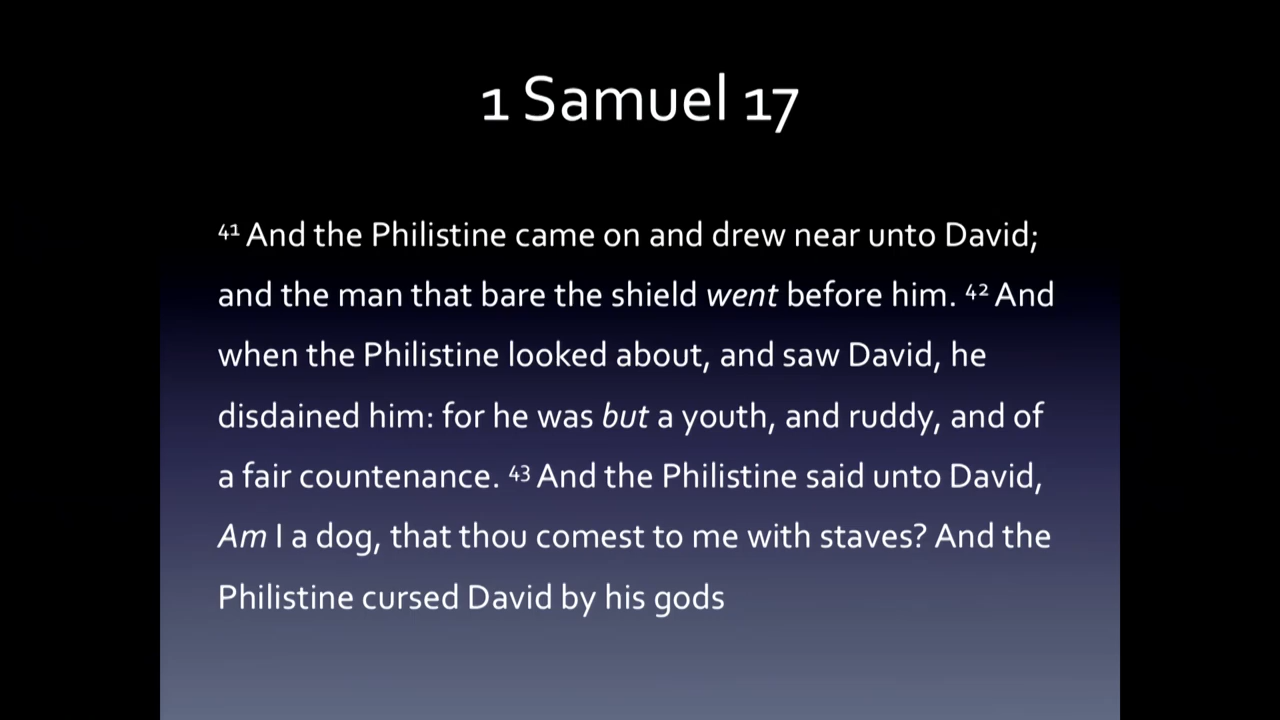 1 Samuel 17
41 And the Philistine came on and drew near unto David;
and the man that bare the shield went before him. 42 And
when the Philistine looked about, and saw David, he
disdained him: for he was but a youth, and ruddy, and of
a fair countenance. 43 And the Philistine said unto David,
Am I a dog, that thou comest to me with staves? And the
Philistine cursed David by his gods